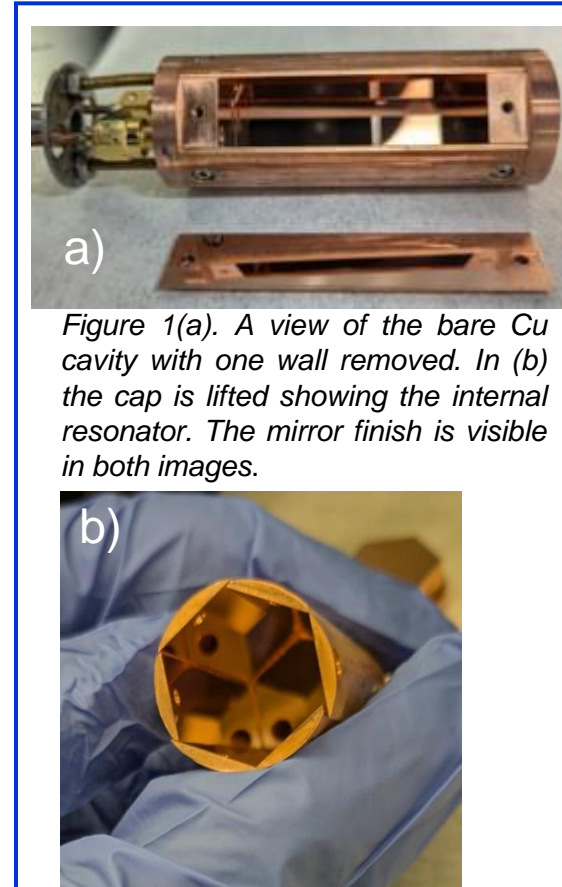 a)
Figure 1(a). A view of the bare Cu
cavity with one wall removed. In (b)
the cap is lifted showing the internal
resonator. The mirror finish is visible
in both images.
b)